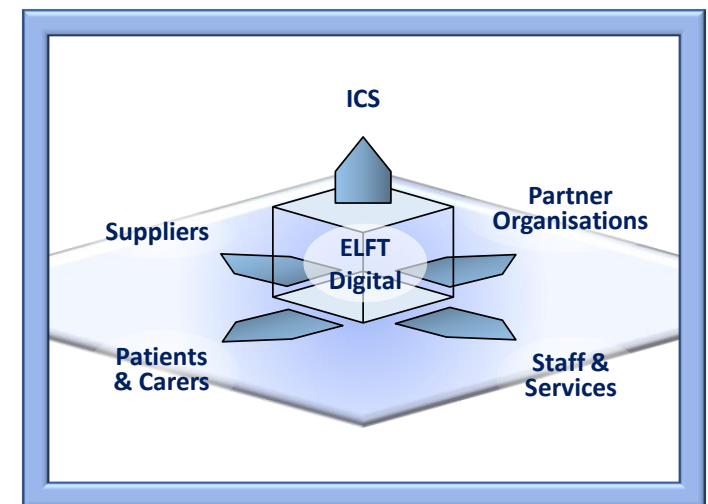 ICS
Partner
Organisations
Suppliers
ELFT
Digital
Patients
& Carers
Staff &
Services